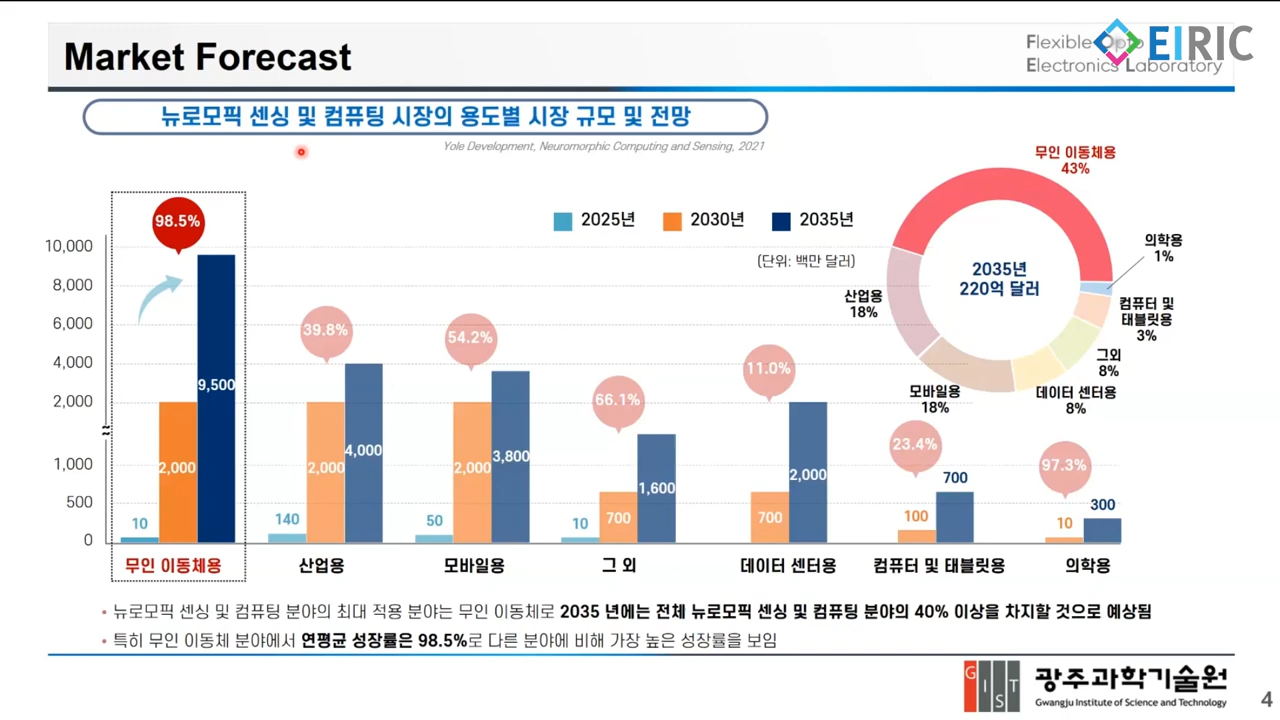 Market Forecast
Flexible Opto
Electronics Laboratory
EIRIC
뉴로모픽 센싱 및 컴퓨팅 시장의 용도별 시장 규모 및 전망
Yole Development, Neuromorphic Computing and Sensing, 2021
2025년
2030년
2035년
(단위: 백만 달러)
10,000
8,000
6,000
4,000
2,000
1,000
500
0
98.5%
10
2,000
9,500
무인 이동체용
39.8%
140
2,000
4,000
산업용
54.2%
50
2,000
3,800
모바일용
66.1%
10
700
1,600
그 외
11.0%
700
2,000
데이터 센터용
23.4%
100
700
컴퓨터 및 태블릿용
97.3%
10
300
의학용
무인 이동체용
43%
의학용
1%
컴퓨터 및
태블릿용
3%
그외
8%
데이터 센터용
8%
모바일용
18%
산업용
18%
2035년
220억 달러
• 뉴로모픽 센싱 및 컴퓨팅 분야의 최대 적용 분야는 무인 이동체로 2035 년에는 전체 뉴로모픽 센싱 및 컴퓨팅 분야의 40% 이상을 차지할 것으로 예상됨
• 특히 무인 이동체 분야에서 연평균 성장률은 98.5%로 다른 분야에 비해 가장 높은 성장률을 보임
GIST
광주과학기술원
Gwangju Institute of Science and Technology
4